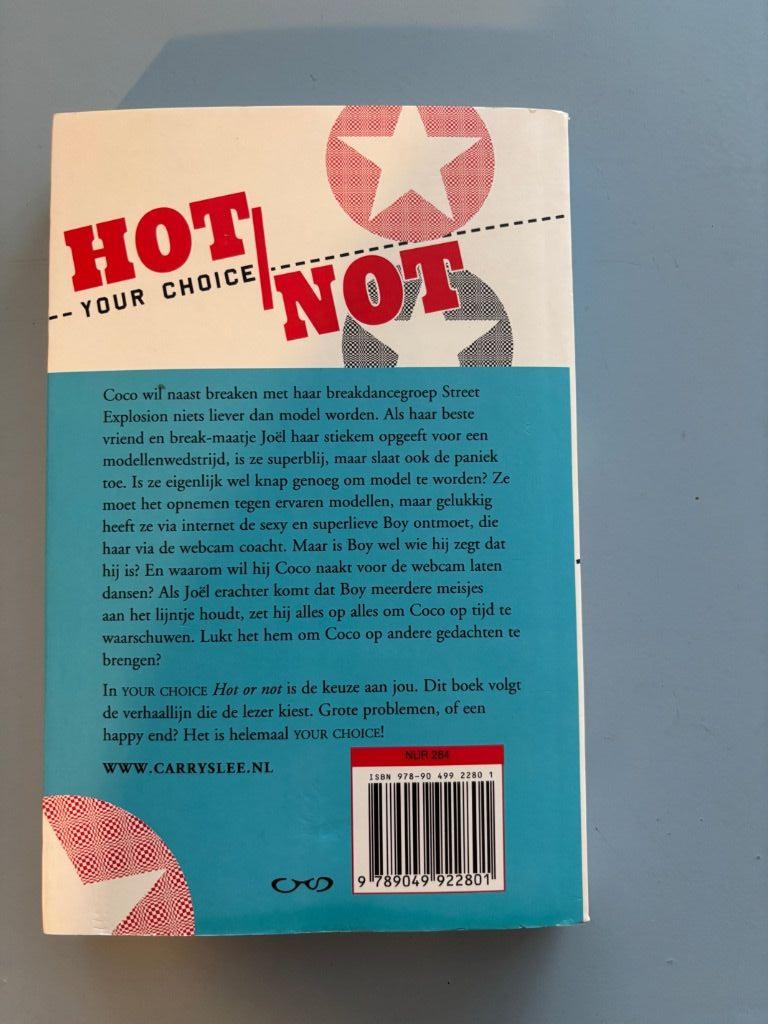 HOT
YOUR CHOICE
NOT
Coco wil naast breaken met haar breakdancegroep Street
Explosion niets liever dan model worden. Als haar beste
vriend en break-maatje Joël haar stiekem opgeeft voor een
modellenwedstrijd, is ze superblij, maar slaat ook de paniek
toe. Is ze eigenlijk wel knap genoeg om model te worden? Ze
moet het opnemen tegen ervaren modellen, maar gelukkig
heeft ze via internet de sexy en superlieve Boy ontmoet, die
haar via de webcam coacht. Maar is Boy wel wie hij zegt dat
hij is? En waarom wil hij Coco naakt voor de webcam laten
dansen? Als Joël erachter komt dat Boy meerdere meisjes
aan het lijntje houdt, zet hij alles op alles om Coco op tijd te
waarschuwen. Lukt het hem om Coco op andere gedachten te
brengen?
In YOUR CHOICE Hot or not is de keuze aan jou. Dit boek volgt
de verhaallijn die de lezer kiest. Grote problemen, of een
happy end? Het is helemaal YOUR CHOICE!
WWW.CARRYSLEE.NL
NUR 284
ISBN 978-90 499 2280 1
9 789049 922801